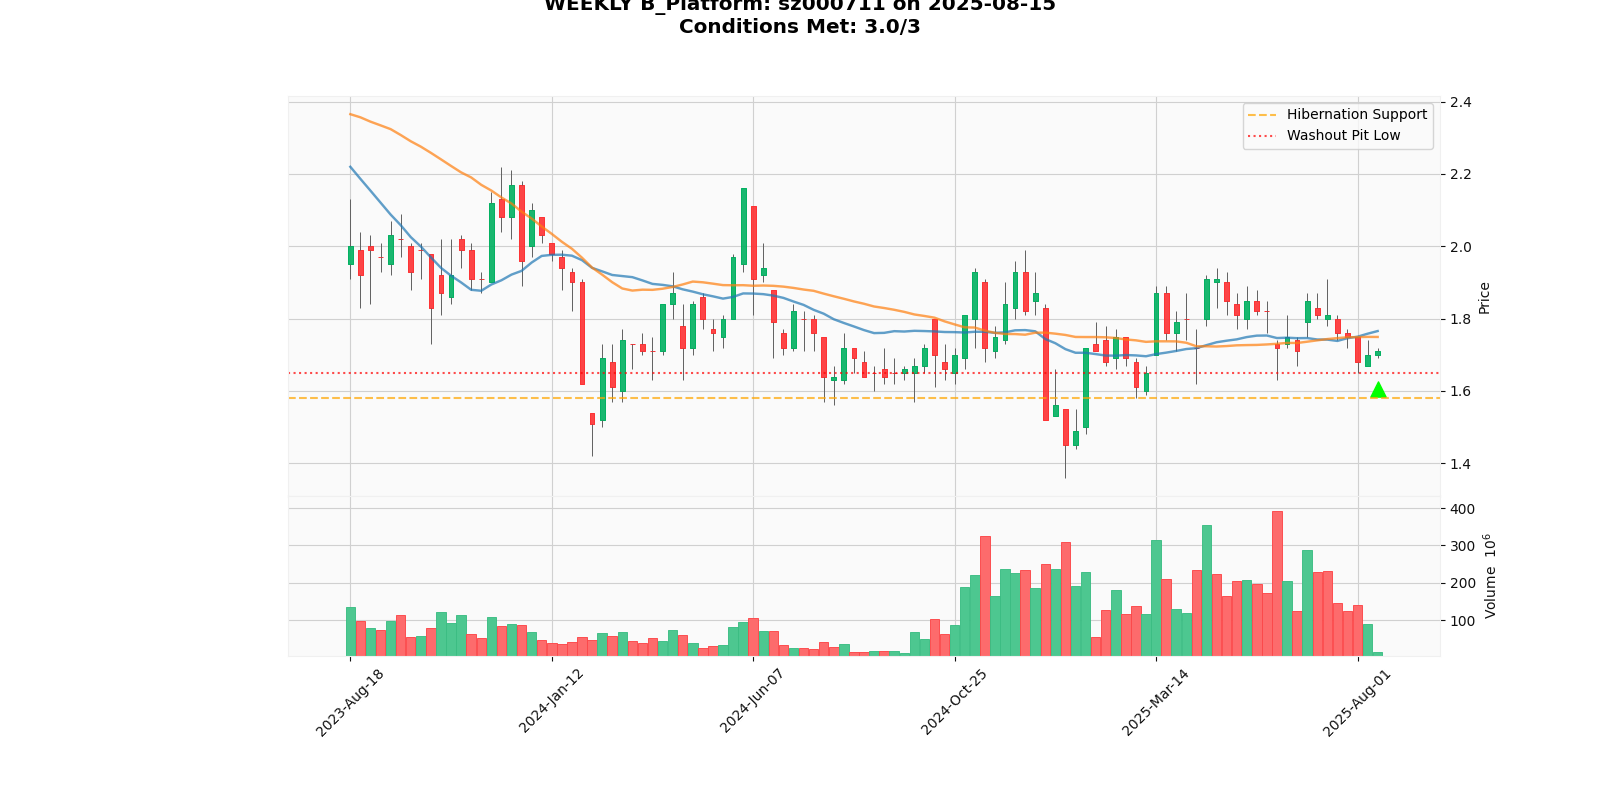 WEEKLY B_Platform: sz000711 on 2025-08-15
Conditions Met: 3.0/3
Hibernation Support
Washout Pit Low
2.4
2.2
2.0
1.8
1.6
1.4
Price
400
300
200
100
Volume 10⁶
2023-Aug-18
2024-Jan-12
2024-Jun-07
2024-Oct-25
2025-Mar-14
2025-Aug-01